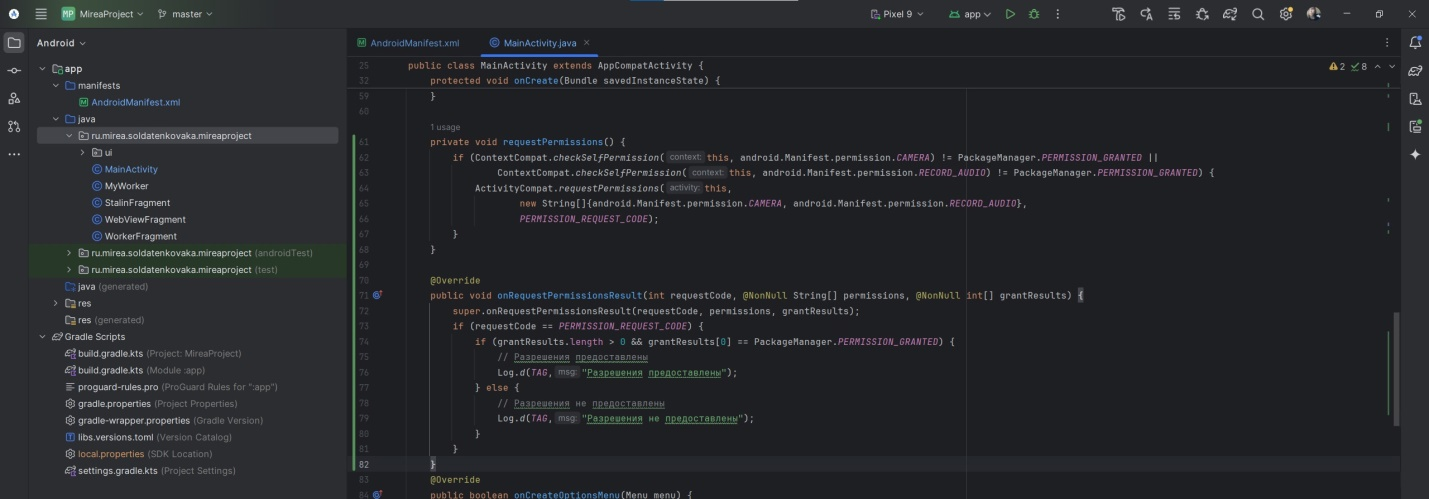 MP MireaProject master Pixel 9 app
Android
app
manifests
AndroidManifest.xml
java
ru.mirea.soldatenkovaka.mireaproject
ui
MainActivity
MyWorker
StalinFragment
WebViewFragment
WorkerFragment
ru.mirea.soldatenkovaka.mireaproject (androidTest)
ru.mirea.soldatenkovaka.mireaproject (test)
java (generated)
res
res (generated)
Gradle Scripts
build.gradle.kts (Project: MireaProject)
build.gradle.kts (Module :app)
proguard-rules.pro (ProGuard Rules for ":app")
gradle.properties (Project Properties)
gradle-wrapper.properties (Gradle Version)
libs.versions.toml (Version Catalog)
local.properties (SDK Location)
settings.gradle.kts (Project Settings)
AndroidManifest.xml MainActivity.java
25 public class MainActivity extends AppCompatActivity { 2 8
32 protected void onCreate(Bundle savedInstanceState) {
59 }
60
1 usage
61 private void requestPermissions() {
62 if (ContextCompat.checkSelfPermission( context: this, android.Manifest.permission.CAMERA) != PackageManager.PERMISSION_GRANTED ||
63 ContextCompat.checkSelfPermission( context: this, android.Manifest.permission.RECORD_AUDIO) != PackageManager.PERMISSION_GRANTED) {
64 ActivityCompat.requestPermissions( activity: this,
65 new String[]{android.Manifest.permission.CAMERA, android.Manifest.permission.RECORD_AUDIO},
66 PERMISSION_REQUEST_CODE);
67 }
68 }
69
70 @Override
71 public void onRequestPermissionsResult(int requestCode, @NonNull String[] permissions, @NonNull int[] grantResults) {
72 super.onRequestPermissionsResult(requestCode, permissions, grantResults);
73 if (requestCode == PERMISSION_REQUEST_CODE) {
74 if (grantResults.length > 0 && grantResults[0] == PackageManager.PERMISSION_GRANTED) {
75 // Разрешения предоставлены
76 Log.d(TAG, msg: "Разрешения предоставлены");
77 } else {
78 // Разрешения не предоставлены
79 Log.d(TAG, msg: "Разрешения не предоставлены");
80 }
81 }
82 }
83 @Override
84 public boolean onCreateOptionsMenu(Menu menu) {